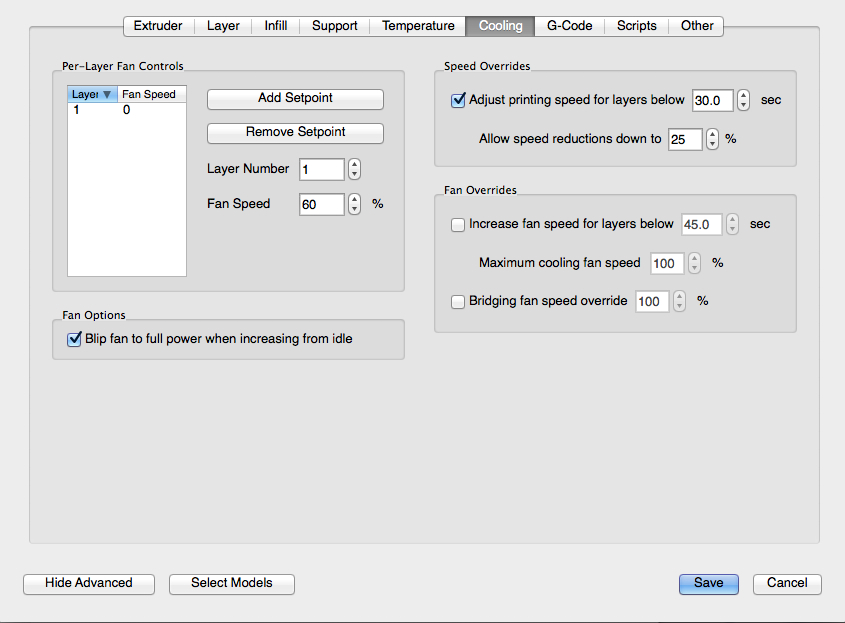 Extruder Layer Infill Support Temperature Cooling G-Code Scripts Other
Per-Layer Fan Controls
Layer Fan Speed
1 0
Add Setpoint
Remove Setpoint
Layer Number 1
Fan Speed 60 %
Fan Options
Blip fan to full power when increasing from idle
Speed Overrides
Adjust printing speed for layers below 30.0 sec
Allow speed reductions down to 25 %
Fan Overrides
Increase fan speed for layers below 45.0 sec
Maximum cooling fan speed 100 %
Bridging fan speed override 100 %
Hide Advanced Select Models Save Cancel